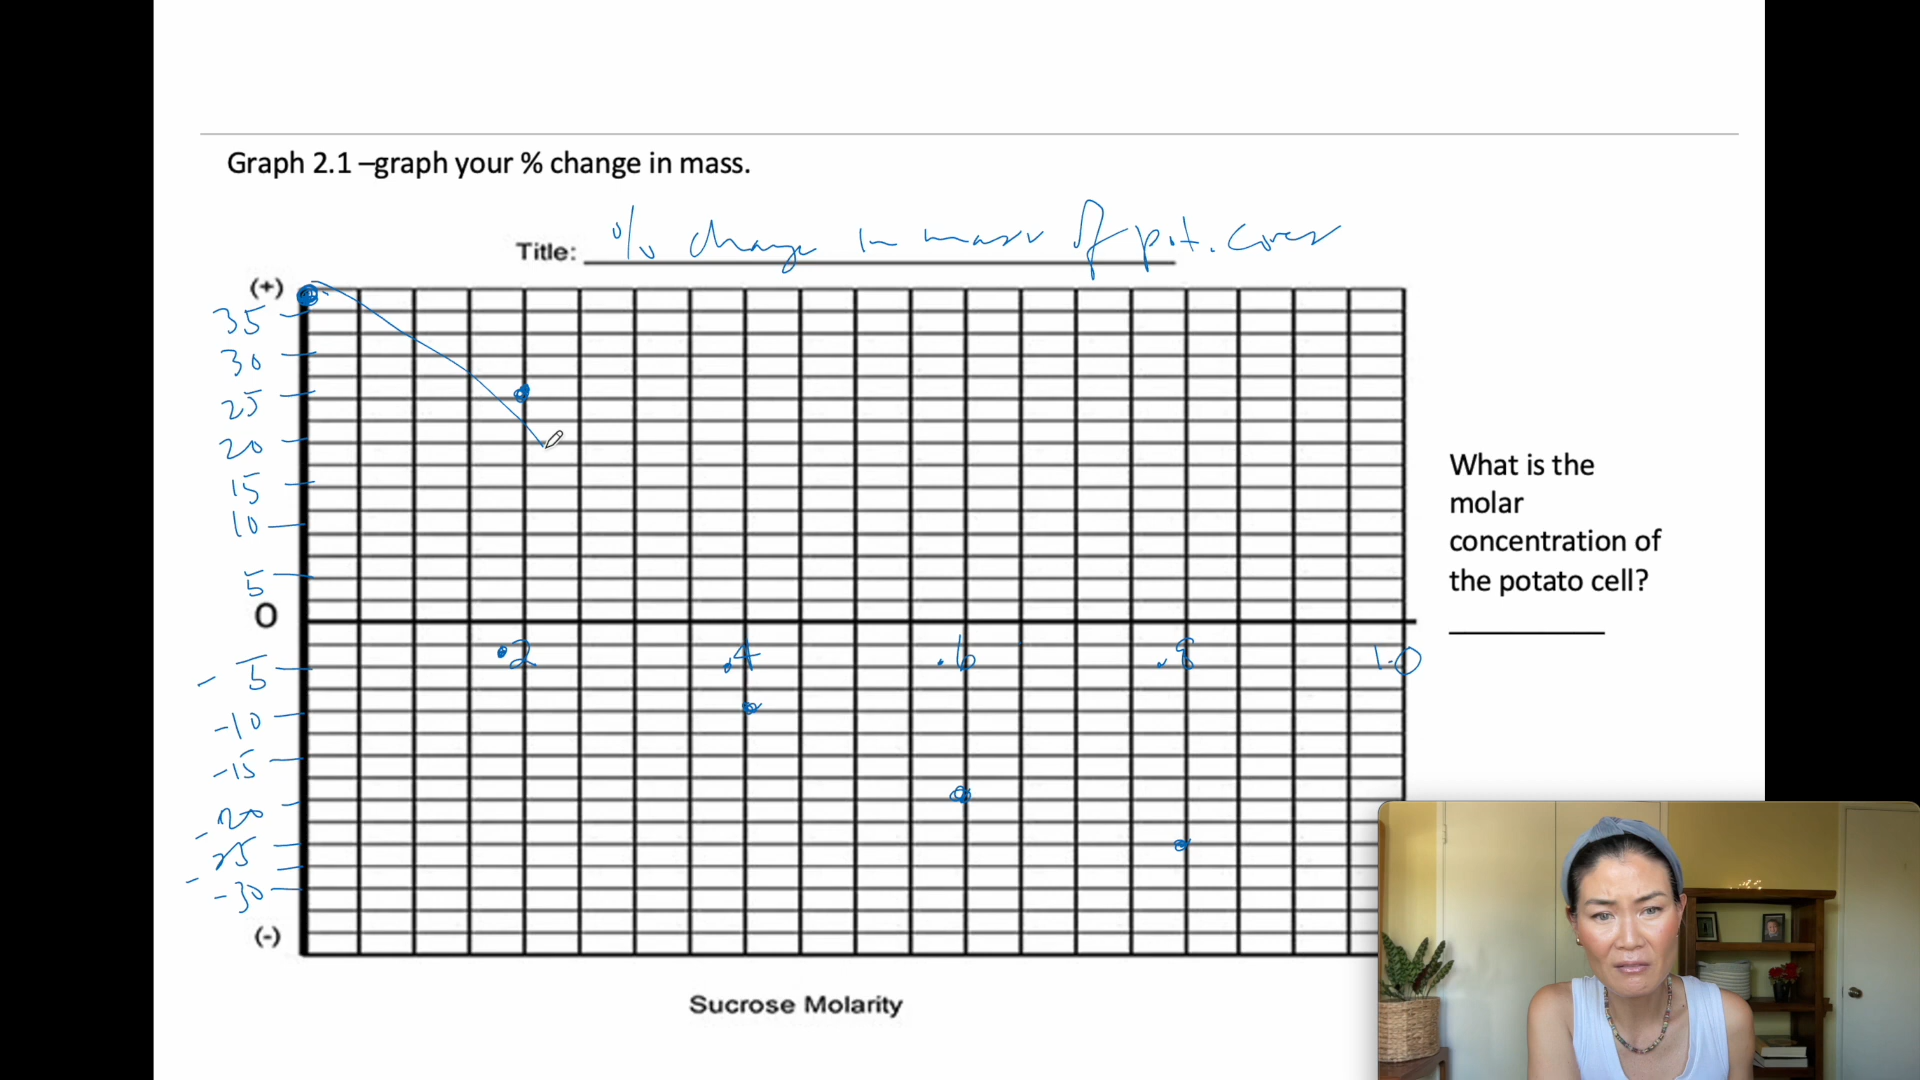 Graph 2.1 –graph your % change in mass.
Title: % change in mass of pot. cores
(+)
35
30
25
20
15
10
5
0
.2 .4 .6 .8 1.0
-5
-10
-15
-20
-25
-30
(-)
Sucrose Molarity
What is the
molar
concentration of
the potato cell?